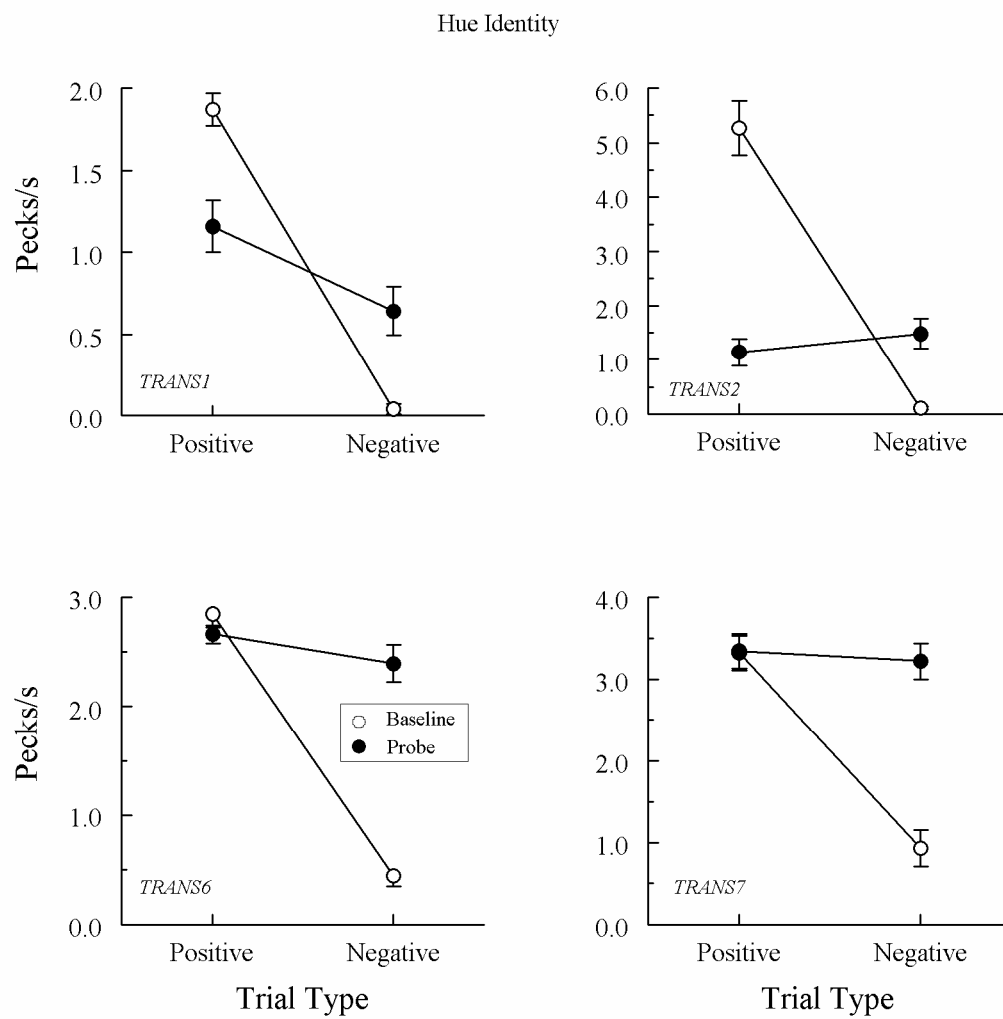 Hue Identity
Pecks/s
2.0
1.5
1.0
0.5
0.0
TRANS1
Positive Negative
6.0
5.0
4.0
3.0
2.0
1.0
0.0
TRANS2
Positive Negative
Pecks/s
3.0
2.0
1.0
0.0
Baseline
Probe
TRANS6
Positive Negative
Trial Type
4.0
3.0
2.0
1.0
0.0
TRANS7
Positive Negative
Trial Type